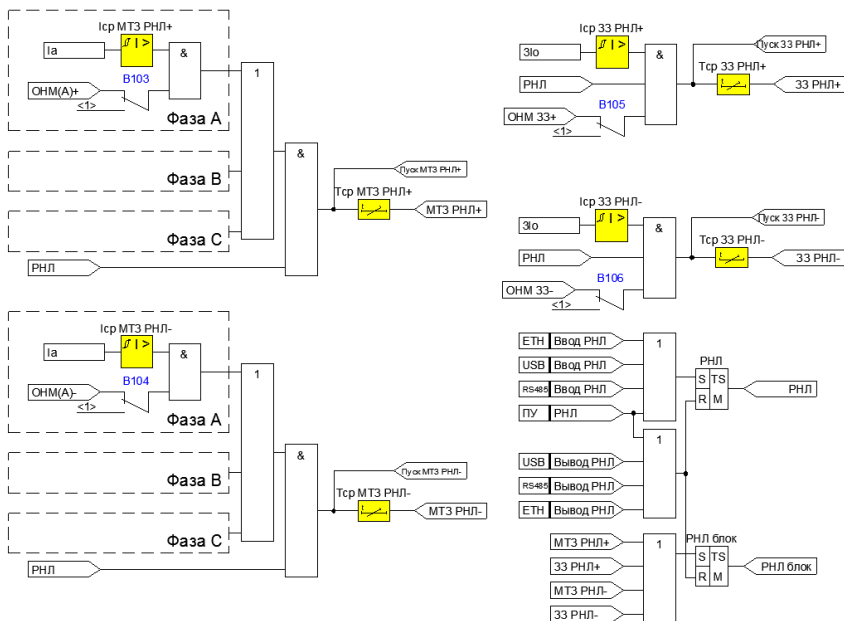 Iср МТЗ РНЛ+
Ia
I >
&
B103
ОНМ(А)+
<1>
Фаза А
1
Фаза В
Фаза С
&
Пуск МТЗ РНЛ+
Тср МТЗ РНЛ+
t
МТЗ РНЛ+
РНЛ
Iср МТЗ РНЛ-
Ia
I >
&
B104
ОНМ(А)-
<1>
Фаза А
1
Фаза В
Фаза С
&
Пуск МТЗ РНЛ-
Тср МТЗ РНЛ-
t
МТЗ РНЛ-
РНЛ
Iср ЗЗ РНЛ+
3Io
I >
&
Пуск ЗЗ РНЛ+
Тср ЗЗ РНЛ+
t
ЗЗ РНЛ+
РНЛ
B105
ОНМ ЗЗ+
<1>
Iср ЗЗ РНЛ-
3Io
I >
&
Пуск ЗЗ РНЛ-
Тср ЗЗ РНЛ-
t
ЗЗ РНЛ-
РНЛ
B106
ОНМ ЗЗ-
<1>
ETH Ввод РНЛ
USB Ввод РНЛ
RS485 Ввод РНЛ
ПУ РНЛ
1
РНЛ
S TS
R M
РНЛ
1
USB Вывод РНЛ
RS485 Вывод РНЛ
ETH Вывод РНЛ
МТЗ РНЛ+
ЗЗ РНЛ+
МТЗ РНЛ-
ЗЗ РНЛ-
1
РНЛ блок
S TS
R M
РНЛ блок